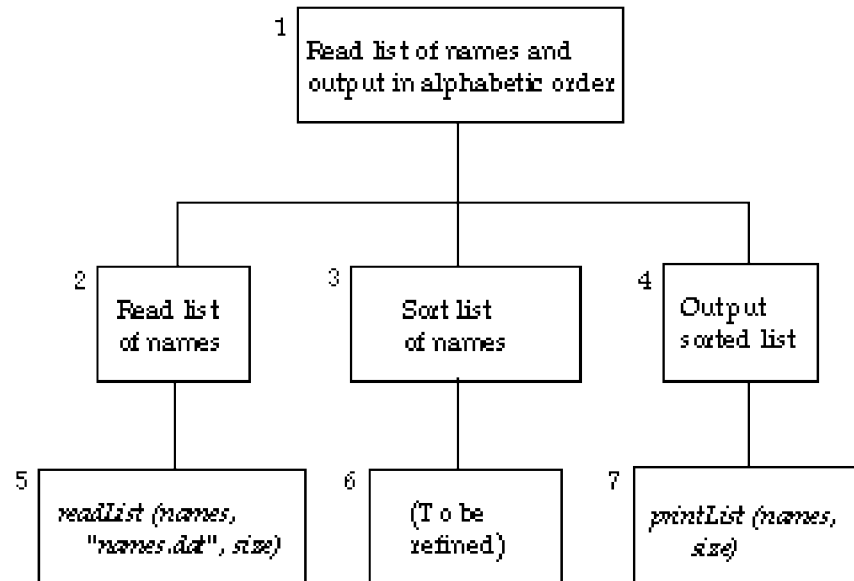 1
Read list of names and
output in alphabetic order
2
Read list
of names
3
Sort list
of names
4
Output
sorted list
5
readList (names,
"names.dat", size)
6
(To be
refined)
7
printList (names,
size)